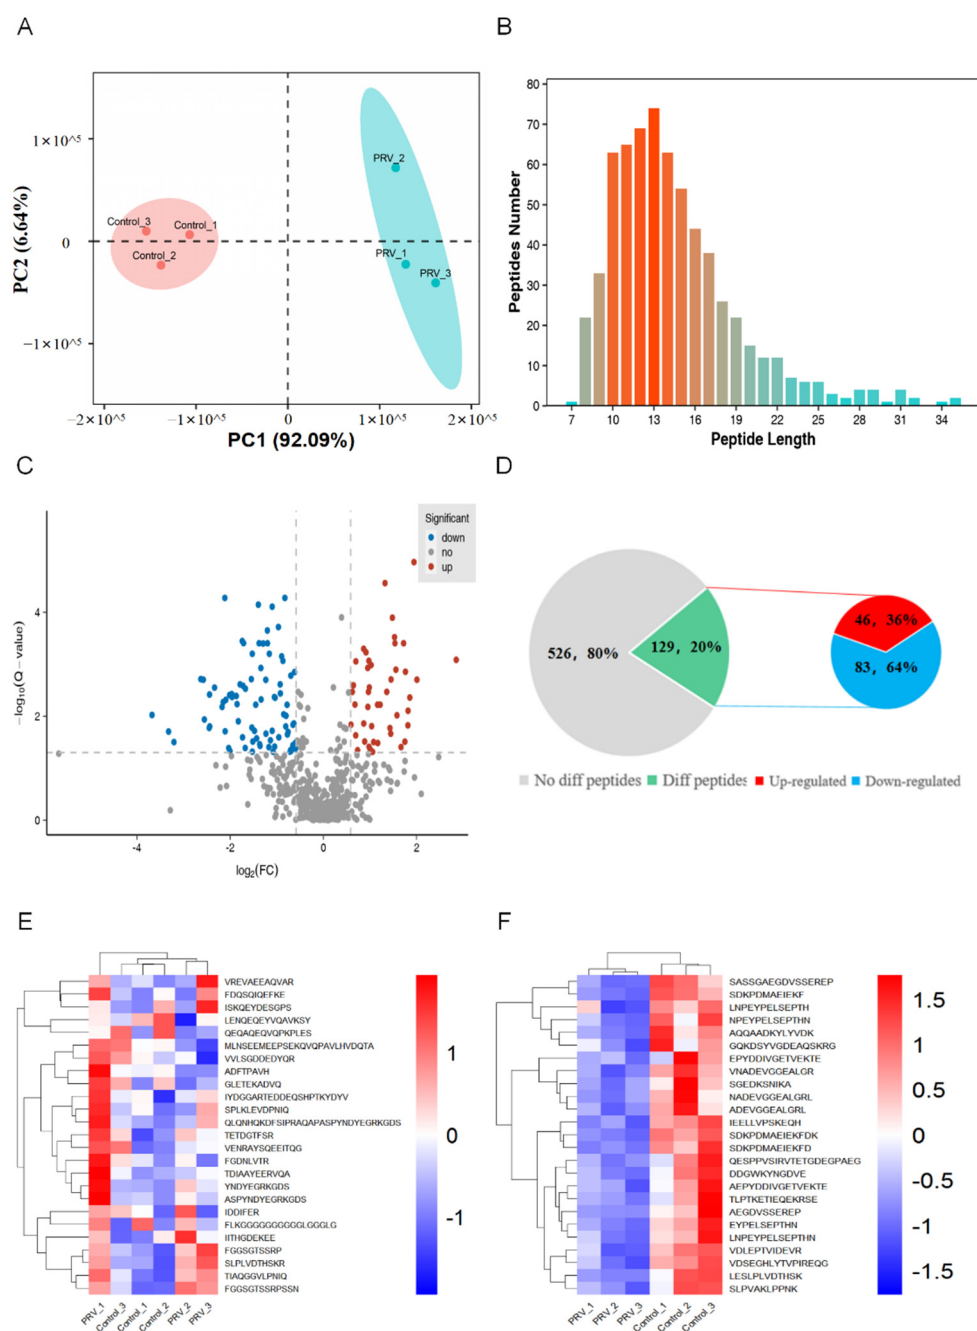 A
B
1×10^5
0
−1×10^5
PC2 (6.64%)
PRV_2
Control_3
Control_1
Control_2
PRV_1
PRV_3
−2×10^5
−1×10^5
0
1×10^5
2×10^5
PC1 (92.09%)
80
70
60
50
40
30
20
10
0
Peptides Number
7
10
13
16
19
22
25
28
31
34
Peptide Length
C
D
Significant
down
no
up
4
2
0
−log10(Q−value)
-4
-2
0
2
log2(FC)
526, 80%
129, 20%
46, 36%
83, 64%
No diff peptides
Diff peptides
Up-regulated
Down-regulated
E
F
VREVAEEAQVAR
FDQSQIQEFKE
ISKQEYDESGPS
LENQEQEYVQAVKSY
QEQAQEQVQPKPLES
MLNSEEMEEPSEKQVQPAVLHVDQTA
VVLSGDDEDYQR
ADFTPAVH
GLETEKADVQ
IYDGGARTEDDEQSHPTKYDYV
SPLKLEVDPNIQ
QLQNHQKDFSIPRAQAPASPYNDYEGRKGDS
TETDGTFSR
VENRAYSQEEITQG
FGDNLVTR
TDIAAYEERVQA
YNDYEGRKGDS
ASPYNDYEGRKGDS
IDDIFER
FLKGGGGGGGGGGLGGGLG
IITHGDEKEE
FGGSGTSSRP
SLPLVDTHSKR
TIAQGGVLPNIQ
FGGSGTSSRPSSN
PRV_1
Control_3
Control_1
Control_2
PRV_2
PRV_3
1
0
-1
SASSGAEGDVSSEREP
SDKPDMAEIEKF
LNPEYPELSEPTH
NPEYPELSEPTHN
AQQAADKYLYVDK
GQKDSYVGDEAQSKRG
EPYDDIVGETVEKTE
VNADEVGGEALGR
SGEDKSNIKA
NADEVGGEALGRL
ADEVGGEALGRL
IEELLVPSKEQH
SDKPDMAEIEKFDK
SDKPDMAEIEKFD
QESPPVSIRVTETGDEGPAEG
DDGWKYNGDVE
AEPYDDIVGETVEKTE
TLPTKETIEQEKRSE
AEGDVSSEREP
EYPELSEPTHN
LNPEYPELSEPTHN
VDLEPTVIDEVR
VDSEGHLYTVPIREQG
LESLPLVDTHSK
SLPVAKLPPNK
PRV_1
PRV_2
PRV_3
Control_1
Control_2
Control_3
1.5
1
0.5
0
-0.5
-1
-1.5